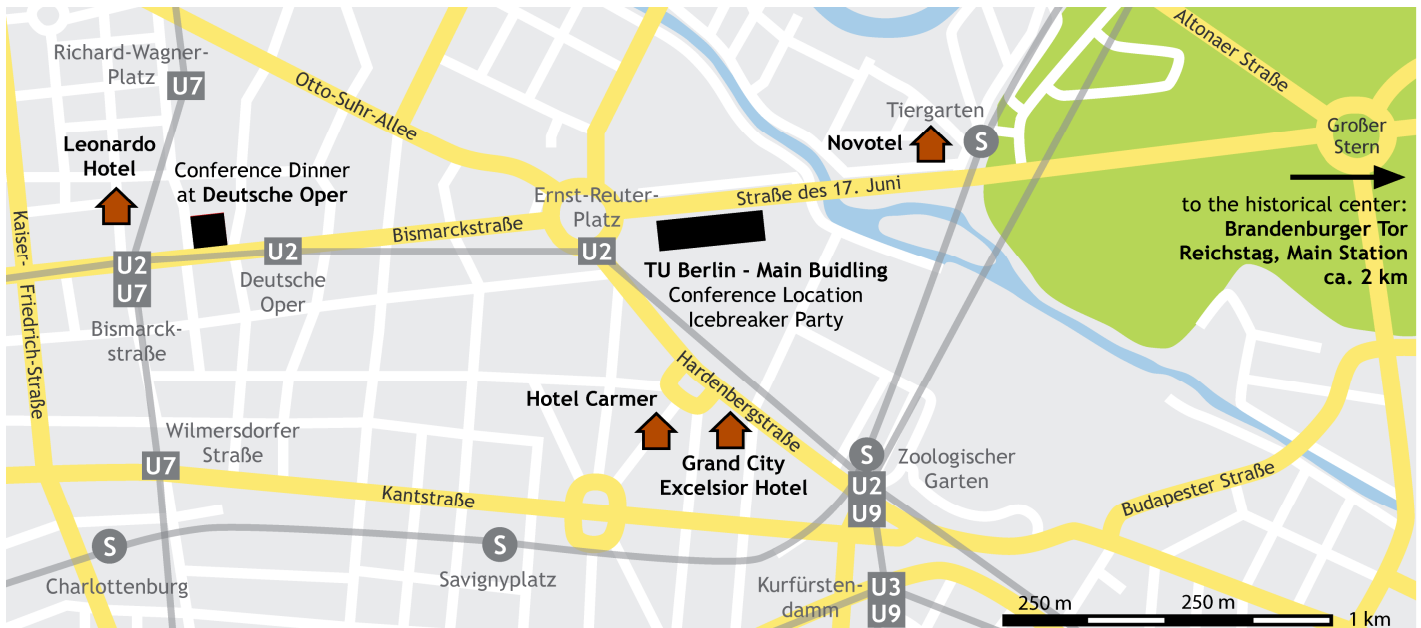 Richard-Wagner-
Platz
U7
Otto-Suhr-Allee
Altonaer Straße
Großer
Stern
Tiergarten
S
Novotel
Leonardo
Hotel
Conference Dinner
at Deutsche Oper
Ernst-Reuter-
Platz
U2
Straße des 17. Juni
Bismarckstraße
to the historical center:
Brandenburger Tor
Reichstag, Main Station
ca. 2 km
Kaiser-
Friedrich-Straße
U2
U7
Bismarck-
straße
U2
Deutsche
Oper
TU Berlin - Main Buidling
Conference Location
Icebreaker Party
Hardenbergstraße
Hotel Carmer
Grand City
Excelsior Hotel
Wilmersdorfer
Straße
U7
Kantstraße
S
U2
U9
Zoologischer
Garten
Budapester Straße
S
Charlottenburg
S
Savignyplatz
Kurfürsten-
damm
U3
U9
250 m
250 m
1 km